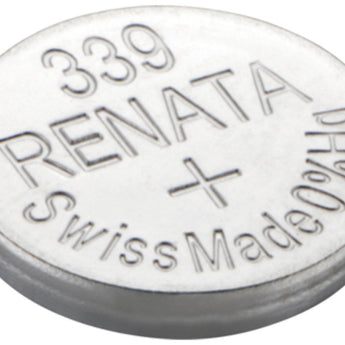 339
RENATA
+
Swiss Made 0%Hg